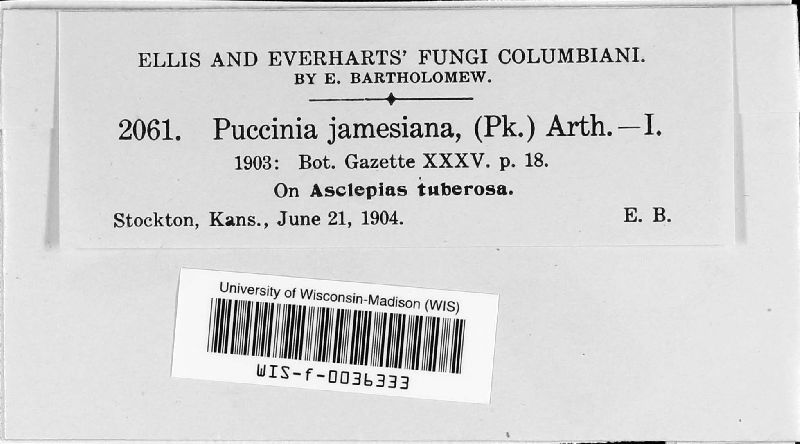 ELLIS AND EVERHARTS' FUNGI COLUMBIANI.
BY E. BARTHOLOMEW.
2061. Puccinia jamesiana, (Pk.) Arth.—I.
1903: Bot. Gazette XXXV. p. 18.
On Asclepias tuberosa.
Stockton, Kans., June 21, 1904. E. B.
University of Wisconsin-Madison (WIS)
WIS-f-0036333